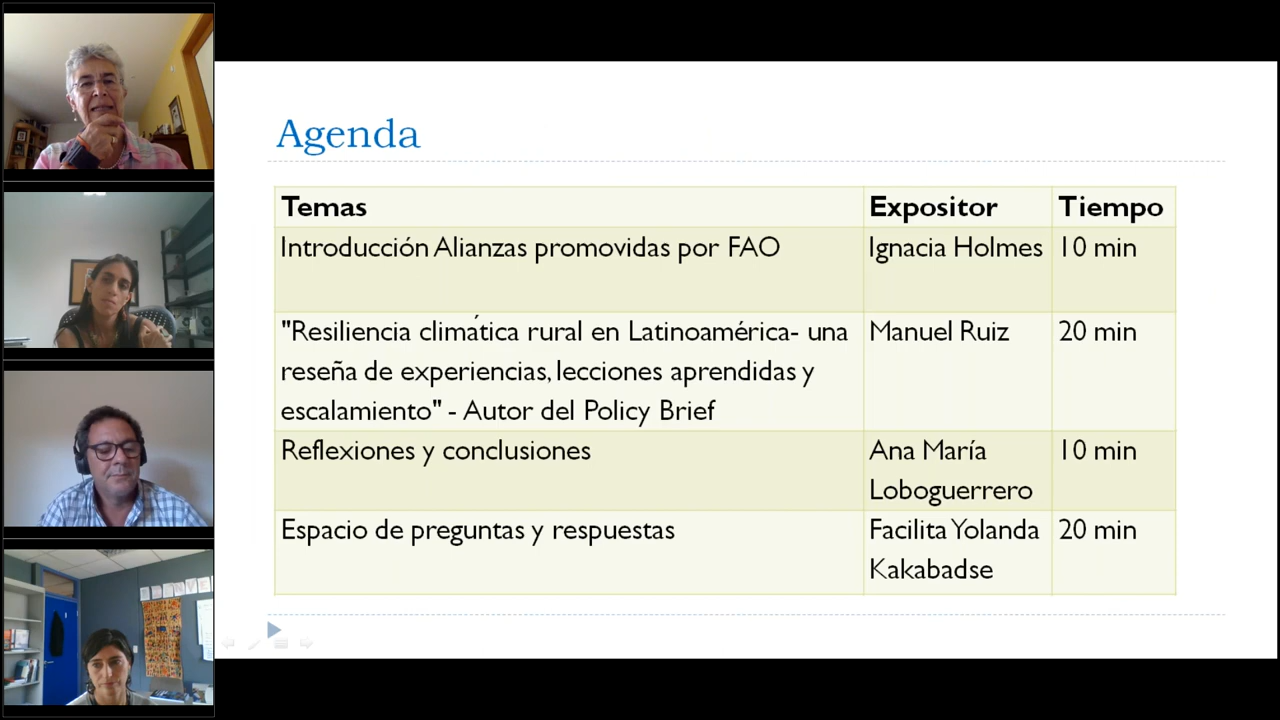 Agenda
Temas Expositor Tiempo
Introducción Alianzas promovidas por FAO Ignacia Holmes 10 min
"Resiliencia climática rural en Latinoamérica- una Manuel Ruiz 20 min
reseña de experiencias, lecciones aprendidas y
escalamiento" - Autor del Policy Brief
Reflexiones y conclusiones Ana María 10 min
Loboguerrero
Espacio de preguntas y respuestas Facilita Yolanda 20 min
Kakabadse